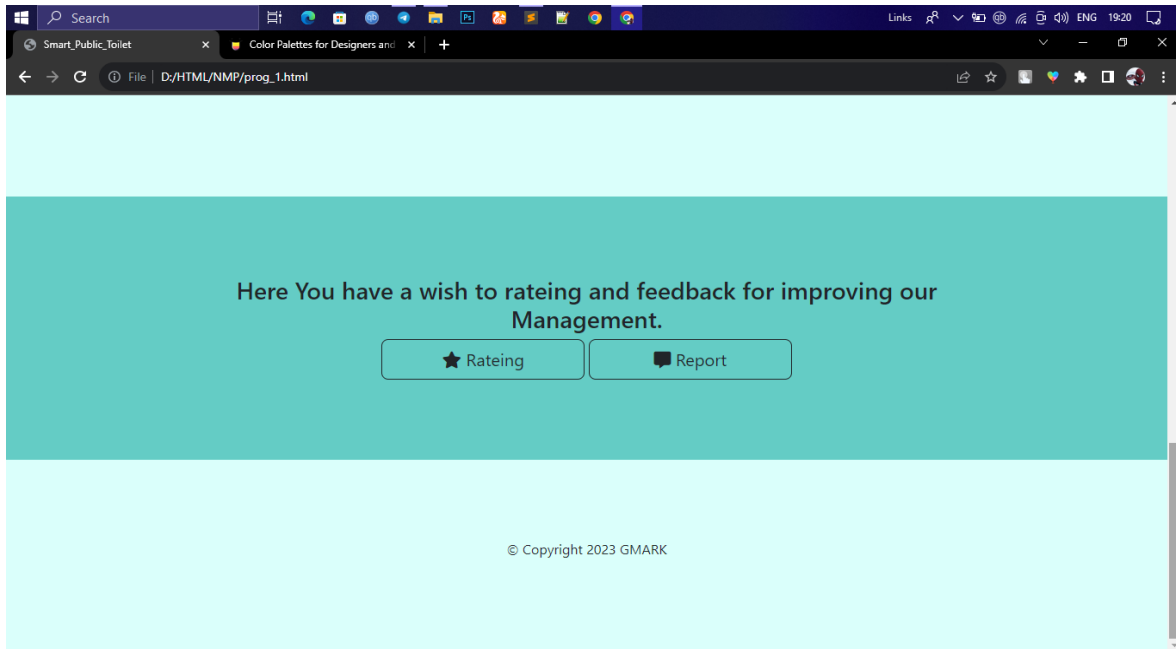 Search
Links ENG 19:20
Smart_Public_Toilet
Color Palettes for Designers and
File D:/HTML/NMP/prog_1.html
Here You have a wish to rateing and feedback for improving our
Management.
Rateing Report
© Copyright 2023 GMARK